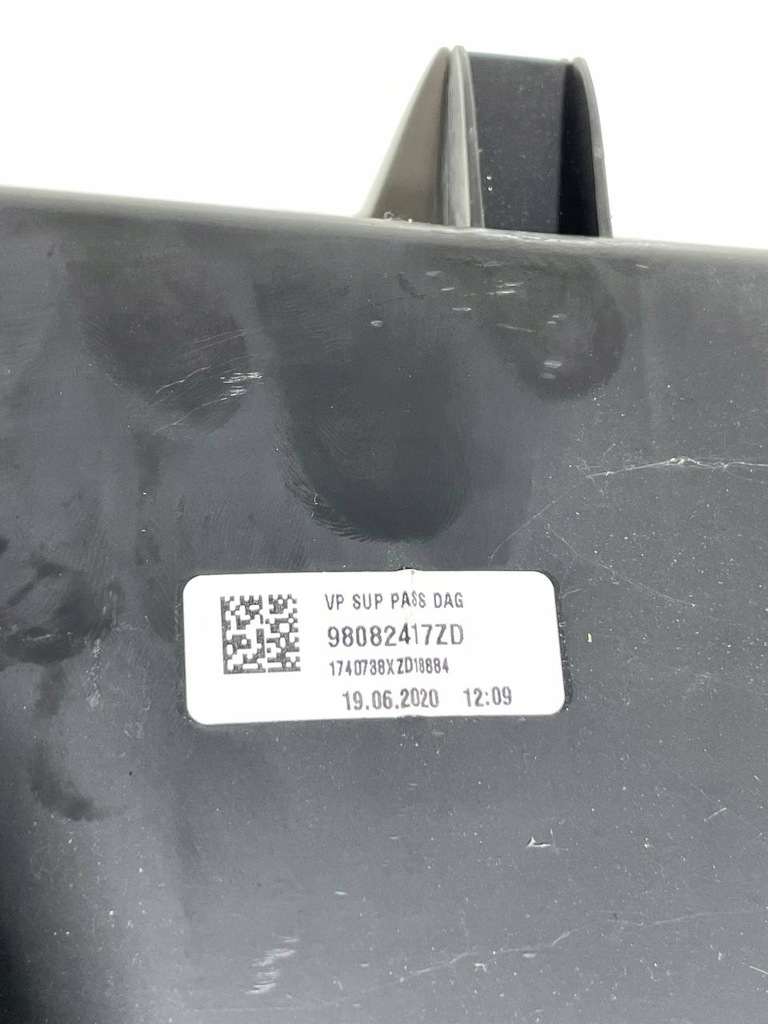 VP SUP PASS DAG
98082417ZD
1740738XZD18884
19.06.2020 12:09